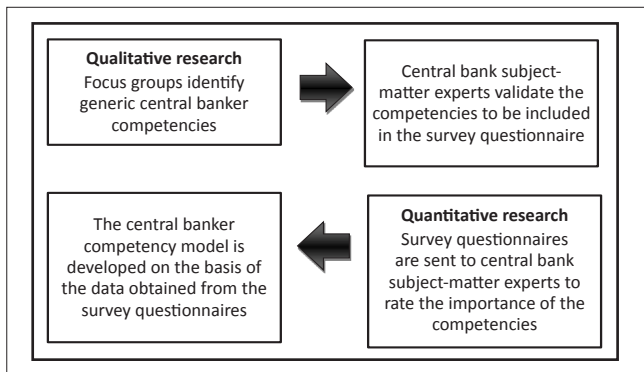 Qualitative research
Focus groups identify
generic central banker
competencies
Central bank subject-
matter experts validate the
competencies to be included
in the survey questionnaire
Quantitative research
Survey questionnaires
are sent to central bank
subject-matter experts to
rate the importance of the
competencies
The central banker
competency model is
developed on the basis of
the data obtained from the
survey questionnaires